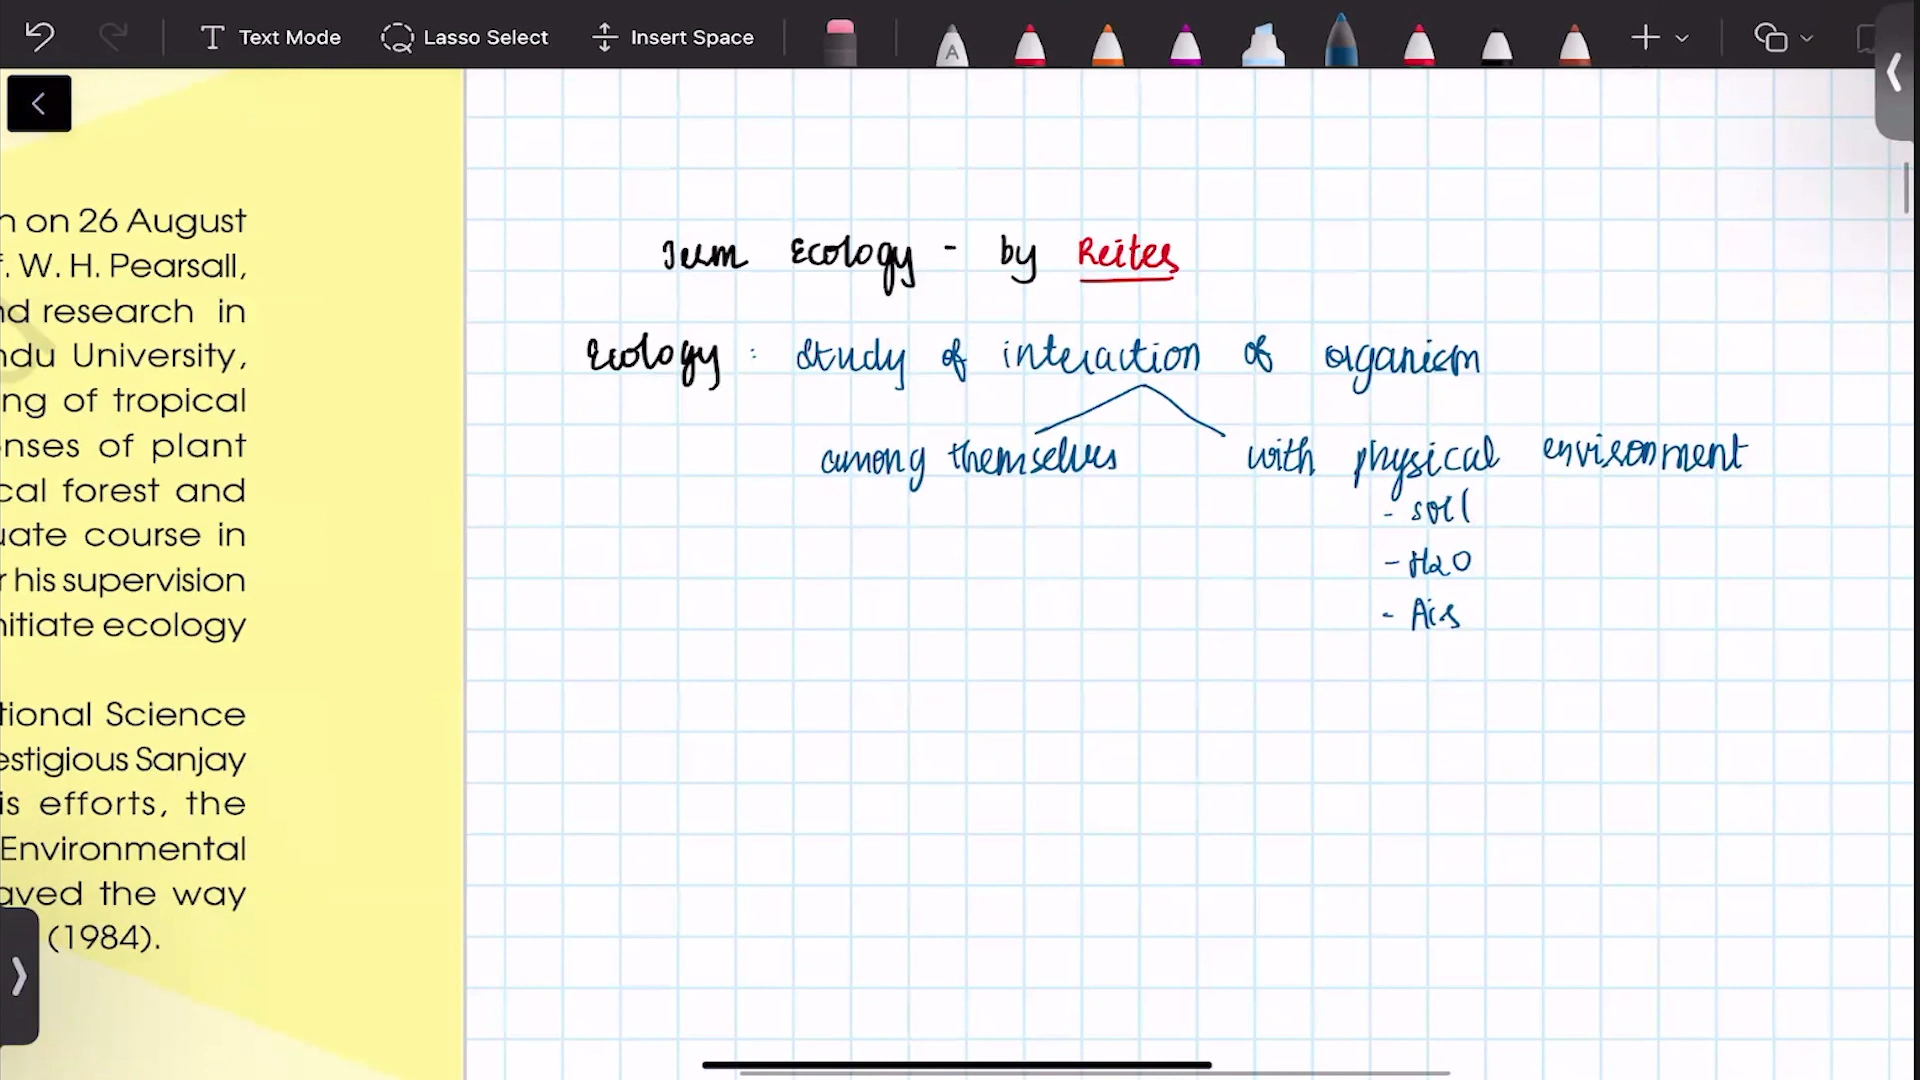 Text Mode
Lasso Select
Insert Space
A
n on 26 August
f. W. H. Pearsall,
nd research in
ndu University,
ng of tropical
nses of plant
cal forest and
uate course in
r his supervision
nitiate ecology
tional Science
estigious Sanjay
is efforts, the
Environmental
aved the way
(1984).
Term Ecology - by Reiter
Ecology : study of interaction of organism
among themselves with physical environment
- soil
- H2O
- Air